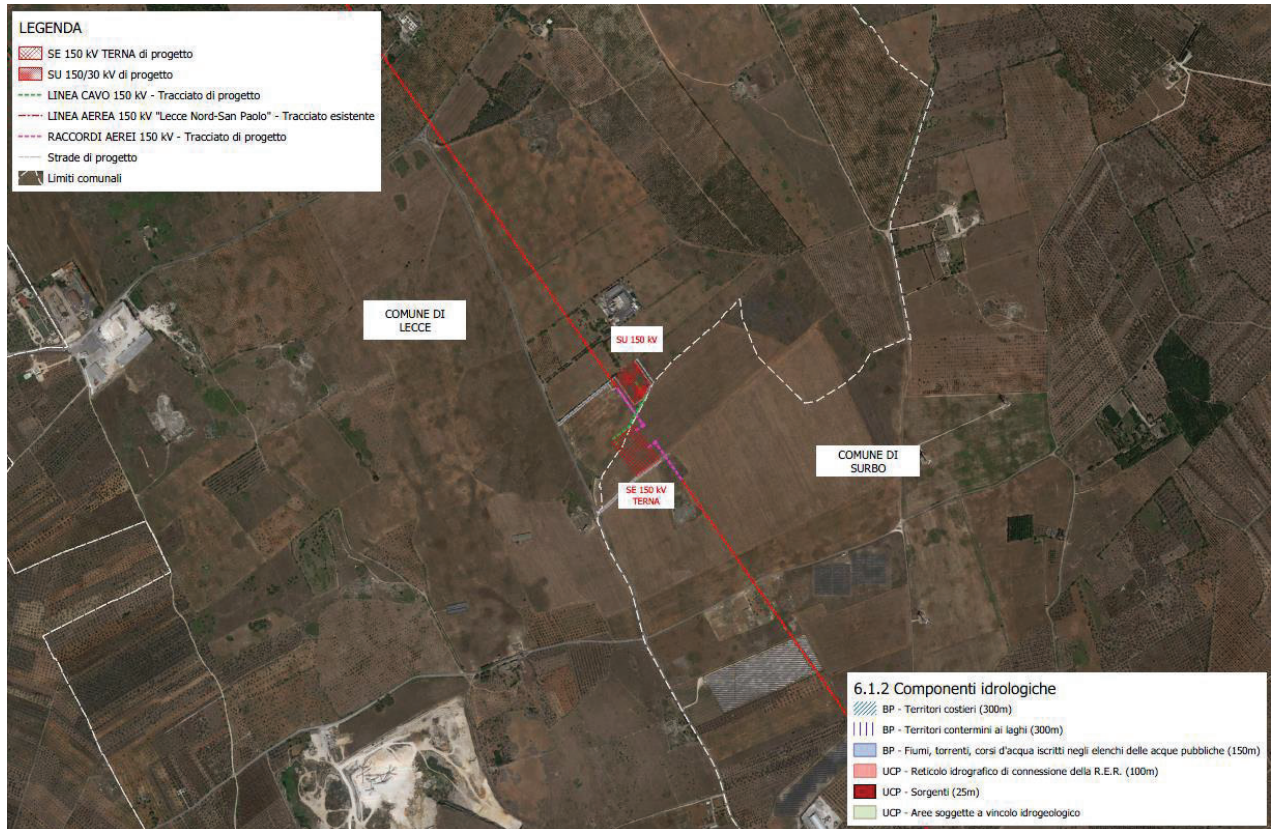 LEGENDA
SE 150 kV TERNA di progetto
SU 150/30 kV di progetto
LINEA CAVO 150 kV - Tracciato di progetto
LINEA AEREA 150 kV "Lecce Nord-San Paolo" - Tracciato esistente
RACCORDI AEREI 150 kV - Tracciato di progetto
Strade di progetto
Limiti comunali
COMUNE DI
LECCE
SU 150 kV
COMUNE DI
SURBO
SE 150 kV
TERNA
6.1.2 Componenti idrologiche
BP - Territori costieri (300m)
BP - Territori contermini ai laghi (300m)
BP - Fiumi, torrenti, corsi d'acqua iscritti negli elenchi delle acque pubbliche (150m)
UCP - Reticolo idrografico di connessione della R.E.R. (100m)
UCP - Sorgenti (25m)
UCP - Aree soggette a vincolo idrogeologico